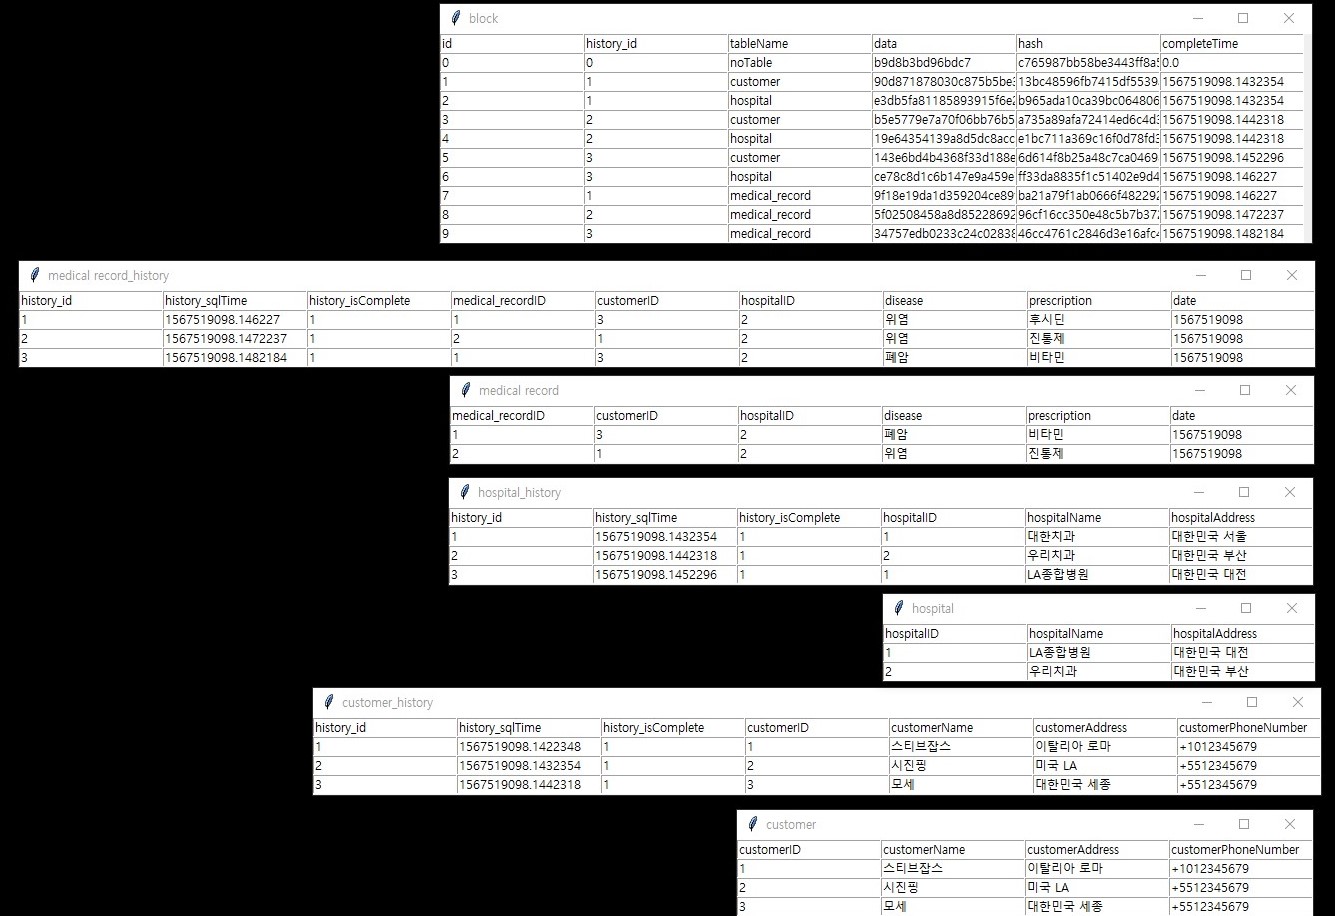 block
id history_id tableName data hash completeTime
0 0 noTable b9d8b3bd96bdc7 c765987bb58be3443ff8a 0.0
1 1 customer 90d871878030c875b5be 13bc48596fb7415df5539 1567519098.1432354
2 1 hospital e3db5fa81185893915f6e b965ada10ca39bc064806 1567519098.1432354
3 2 customer b5e5779e7a70f06bb76b5 a735a89afa72414ed6c4d 1567519098.1442318
4 2 hospital 19e64354139a8d5dc8acc e1bc711a369c16f0d78fd 1567519098.1442318
5 3 customer 143e6bd4b4368f33d188e 6d614f8b25a48c7ca0469 1567519098.1452296
6 3 hospital ce78c8d1c6b147e9a459e ff33da8835f1c51402e9d4 1567519098.146227
7 1 medical_record 9f18e19da1d359204ce89 ba21a79f1ab0666f482292 1567519098.146227
8 2 medical_record 5f02508458a8d85228692 96cf16cc350e48c5b7b37 1567519098.1472237
9 3 medical_record 34757edb0233c24c02838 46cc4761c2846d3e16afc 1567519098.1482184
medical record_history
history_id history_sqlTime history_isComplete medical_recordID customerID hospitalID disease prescription date
1 1567519098.146227 1 1 3 2 위염 후시딘 1567519098
2 1567519098.1472237 1 2 1 2 위염 진통제 1567519098
3 1567519098.1482184 1 1 3 2 폐암 비타민 1567519098
medical record
medical_recordID customerID hospitalID disease prescription date
1 3 2 폐암 비타민 1567519098
2 1 2 위염 진통제 1567519098
hospital_history
history_id history_sqlTime history_isComplete hospitalID hospitalName hospitalAddress
1 1567519098.1432354 1 1 대한치과 대한민국 서울
2 1567519098.1442318 1 2 우리치과 대한민국 부산
3 1567519098.1452296 1 1 LA종합병원 대한민국 대전
hospital
hospitalID hospitalName hospitalAddress
1 LA종합병원 대한민국 대전
2 우리치과 대한민국 부산
customer_history
history_id history_sqlTime history_isComplete customerID customerName customerAddress customerPhoneNumber
1 1567519098.1422348 1 1 스티브잡스 이탈리아 로마 +1012345679
2 1567519098.1432354 1 2 시진핑 미국 LA +5512345679
3 1567519098.1442318 1 3 모세 대한민국 세종 +5512345679
customer
customerID customerName customerAddress customerPhoneNumber
1 스티브잡스 이탈리아 로마 +1012345679
2 시진핑 미국 LA +5512345679
3 모세 대한민국 세종 +5512345679